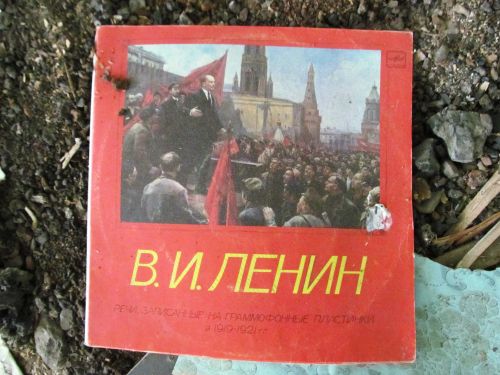 В. И. ЛЕНИН
РЕЧИ, ЗАПИСАННЫЕ НА ГРАММОФОННЫЕ ПЛАСТИНКИ
в 1919-1921 гг.